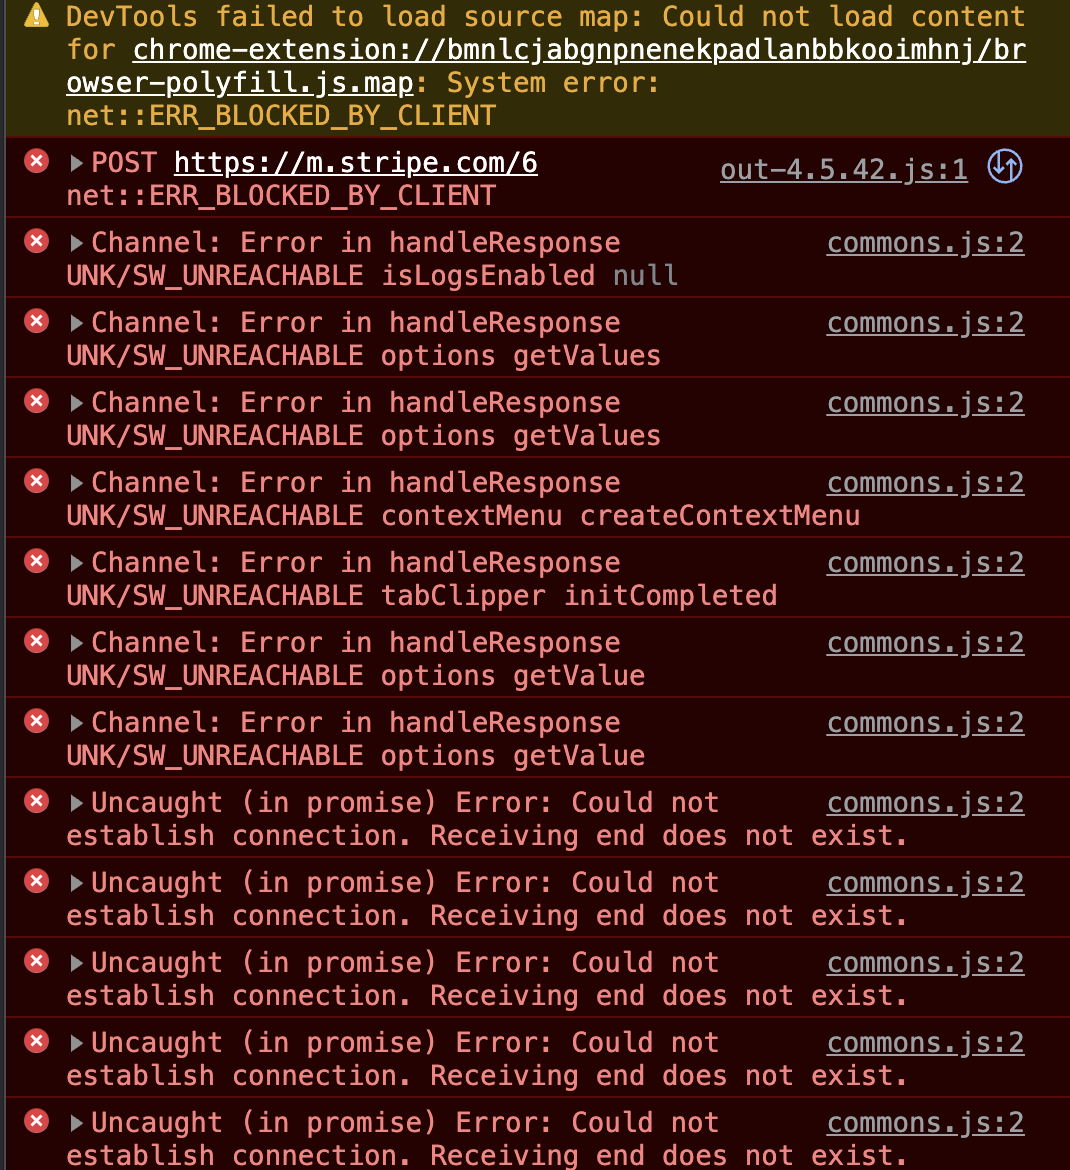 DevTools failed to load source map: Could not load content
for chrome-extension://bmnlcjabgnpnenekpadlanbbkooimhnj/br
owser-polyfill.js.map: System error:
net::ERR_BLOCKED_BY_CLIENT
POST https://m.stripe.com/6 out-4.5.42.js:1
net::ERR_BLOCKED_BY_CLIENT
Channel: Error in handleResponse commons.js:2
UNK/SW_UNREACHABLE isLogsEnabled null
Channel: Error in handleResponse commons.js:2
UNK/SW_UNREACHABLE options getValues
Channel: Error in handleResponse commons.js:2
UNK/SW_UNREACHABLE options getValues
Channel: Error in handleResponse commons.js:2
UNK/SW_UNREACHABLE contextMenu createContextMenu
Channel: Error in handleResponse commons.js:2
UNK/SW_UNREACHABLE tabClipper initCompleted
Channel: Error in handleResponse commons.js:2
UNK/SW_UNREACHABLE options getValue
Channel: Error in handleResponse commons.js:2
UNK/SW_UNREACHABLE options getValue
Uncaught (in promise) Error: Could not commons.js:2
establish connection. Receiving end does not exist.
Uncaught (in promise) Error: Could not commons.js:2
establish connection. Receiving end does not exist.
Uncaught (in promise) Error: Could not commons.js:2
establish connection. Receiving end does not exist.
Uncaught (in promise) Error: Could not commons.js:2
establish connection. Receiving end does not exist.
Uncaught (in promise) Error: Could not commons.js:2
establish connection. Receiving end does not exist.